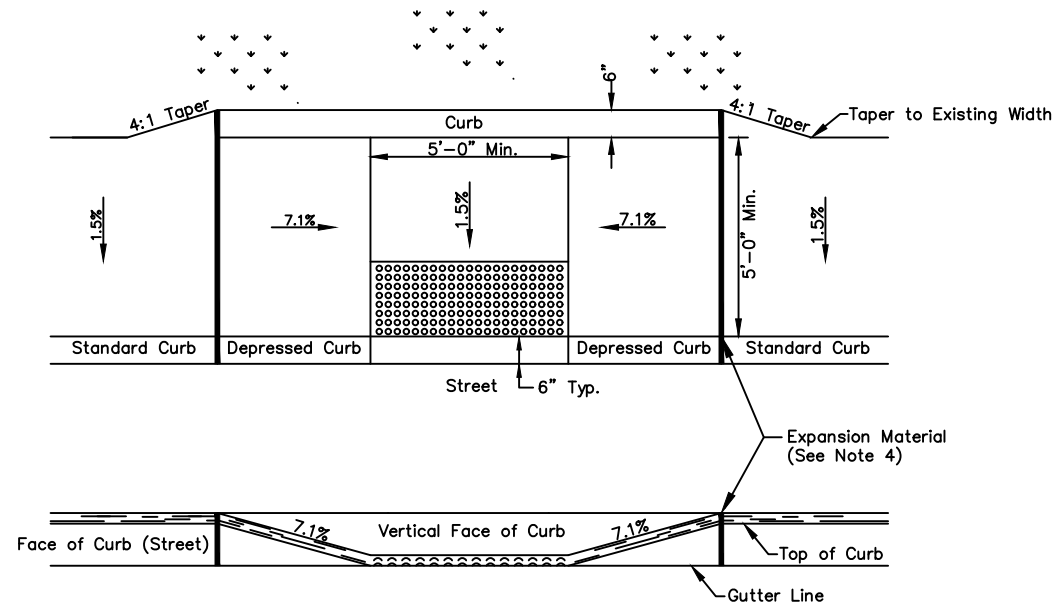 6"
4:1 Taper
4:1 Taper
Taper to Existing Width
Curb
5'-0" Min.
1.5%
7.1%
1.5%
7.1%
5'-0" Min.
1.5%
Standard Curb
Depressed Curb
Depressed Curb
Standard Curb
Street
6" Typ.
Expansion Material
(See Note 4)
7.1%
Vertical Face of Curb
7.1%
Face of Curb (Street)
Top of Curb
Gutter Line